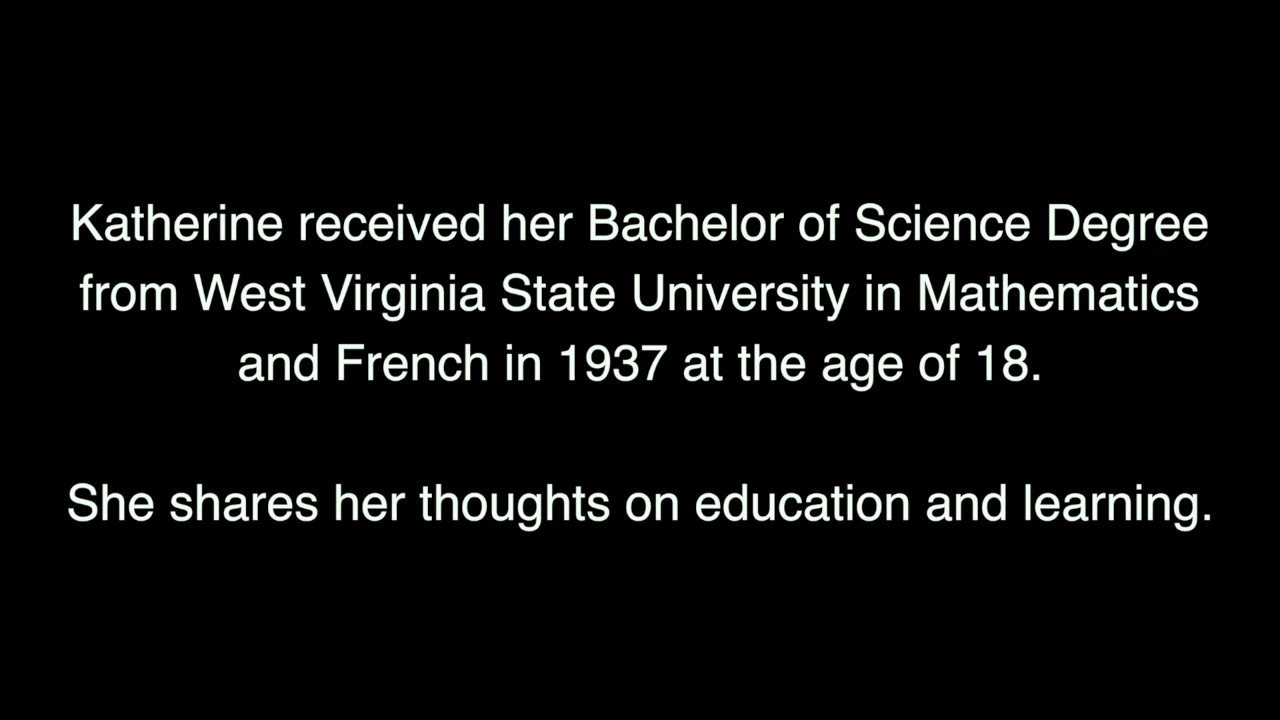 Katherine received her Bachelor of Science Degree
from West Virginia State University in Mathematics
and French in 1937 at the age of 18.
She shares her thoughts on education and learning.